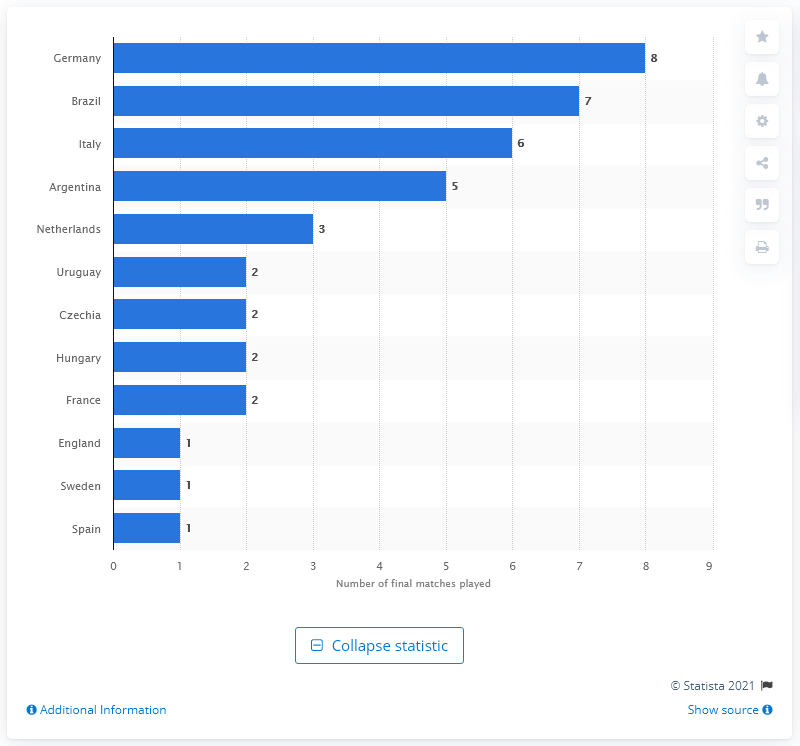 Germany 8
Brazil 7
Italy 6
Argentina 5
Netherlands 3
Uruguay 2
Czechia 2
Hungary 2
France 2
England 1
Sweden 1
Spain 1
0 1 2 3 4 5 6 7 8 9
Number of final matches played
Collapse statistic
© Statista 2021
Additional Information
Show source